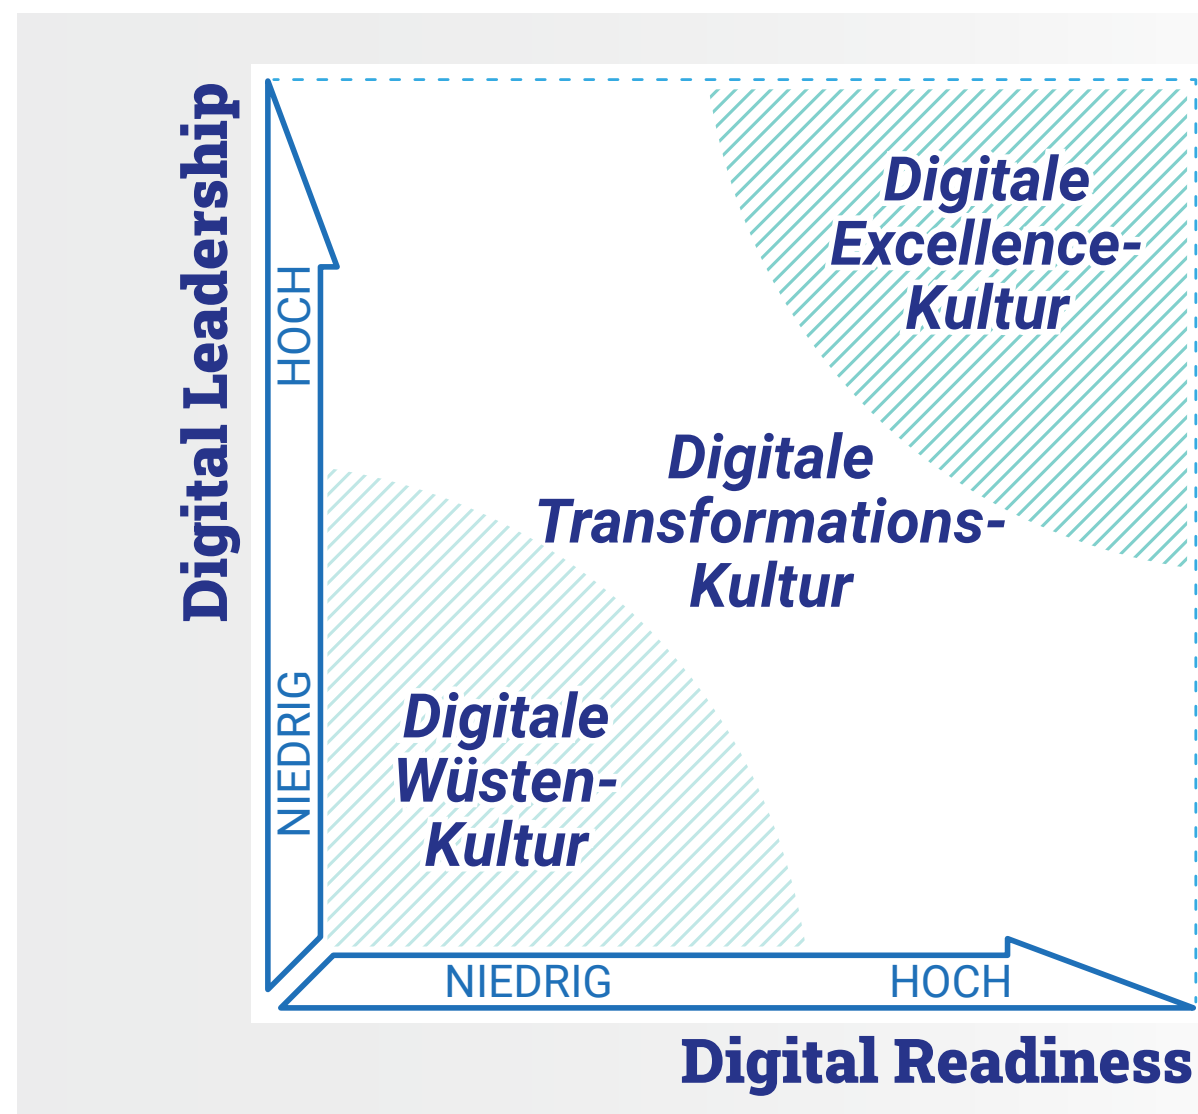 Digital Leadership
HOCH
NIEDRIG
Digitale
Excellence-
Kultur
Digitale
Transformations-
Kultur
Digitale
Wüsten-
Kultur
NIEDRIG
HOCH
Digital Readiness